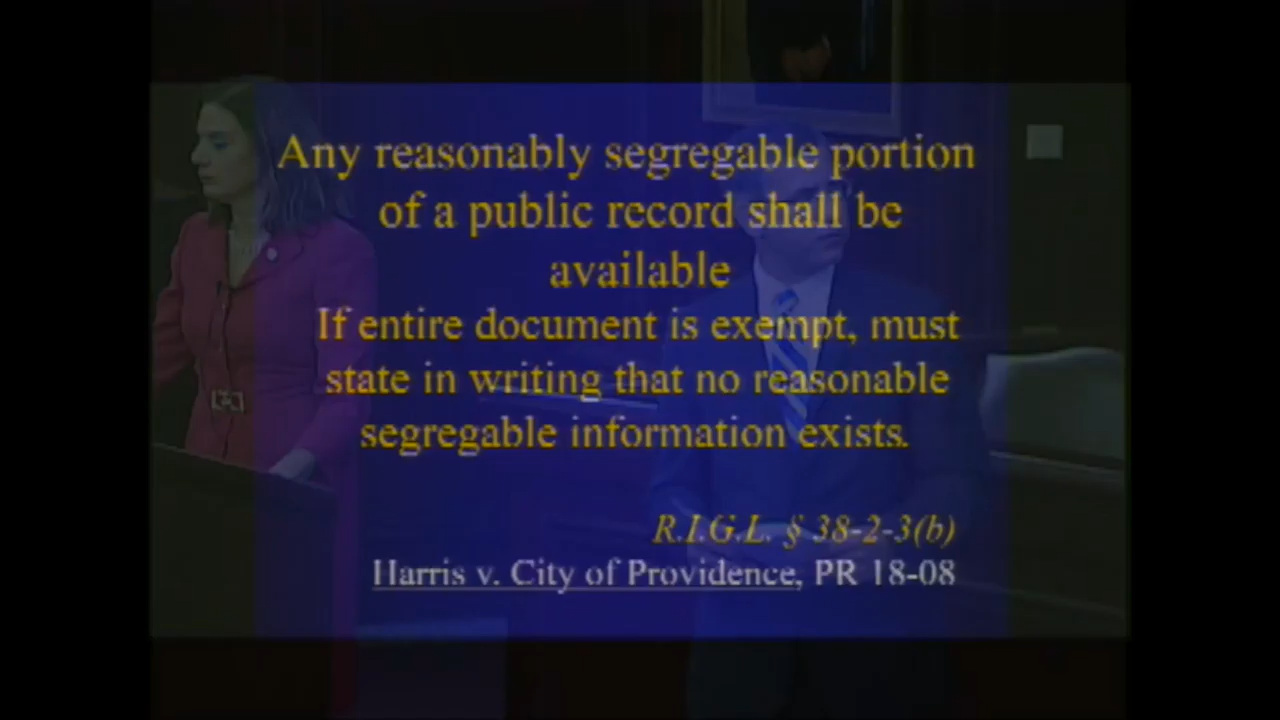 Any reasonably segregable portion
of a public record shall be
available
If entire document is exempt, must
state in writing that no reasonable
segregable information exists.
R.I.G.L. § 38-2-3(b)
Harris v. City of Providence, PR 18-08